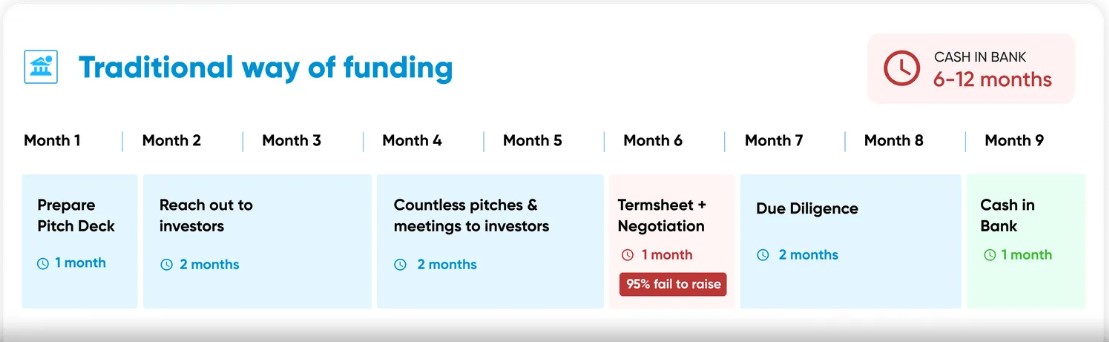 Traditional way of funding
CASH IN BANK
6-12 months
Month 1
Month 2
Month 3
Month 4
Month 5
Month 6
Month 7
Month 8
Month 9
Prepare
Pitch Deck
1 month
Reach out to
investors
2 months
Countless pitches &
meetings to investors
2 months
Termsheet +
Negotiation
1 month
95% fail to raise
Due Diligence
2 months
Cash in
Bank
1 month